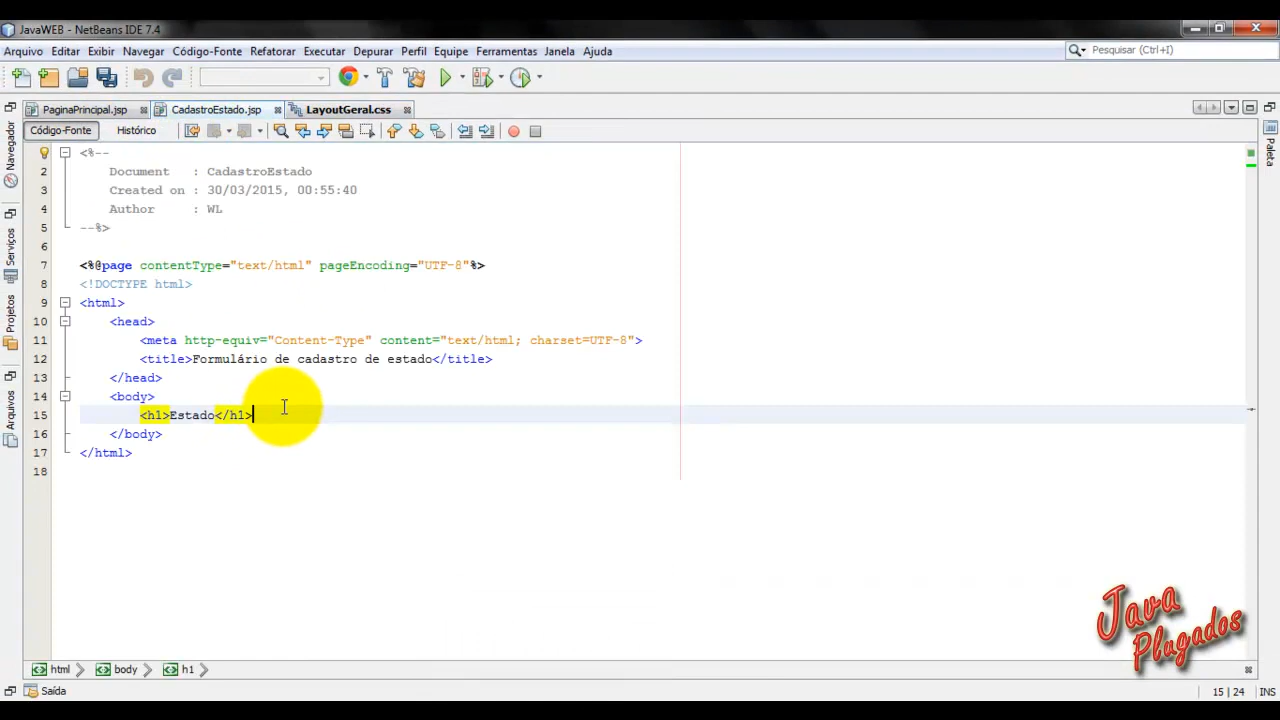 JavaWEB - NetBeans IDE 7.4
Arquivo Editar Exibir Navegar Código-Fonte Refatorar Executar Depurar Perfil Equipe Ferramentas Janela Ajuda
Pesquisar (Ctrl+I)
PaginaPrincipal.jsp CadastroEstado.jsp LayoutGeral.css
Código-Fonte Histórico
Navegador
Serviços
Projetos
Arquivos
Paleta
<%--
2 Document : CadastroEstado
3 Created on : 30/03/2015, 00:55:40
4 Author : WL
5 --%>
6
7 <%@page contentType="text/html" pageEncoding="UTF-8"%>
8 <!DOCTYPE html>
9 <html>
10 <head>
11 <meta http-equiv="Content-Type" content="text/html; charset=UTF-8">
12 <title>Formulário de cadastro de estado</title>
13 </head>
14 <body>
15 <h1>Estado</h1>
16 </body>
17 </html>
18
Java
Plugados
html body h1
Saída
15 | 24 INS